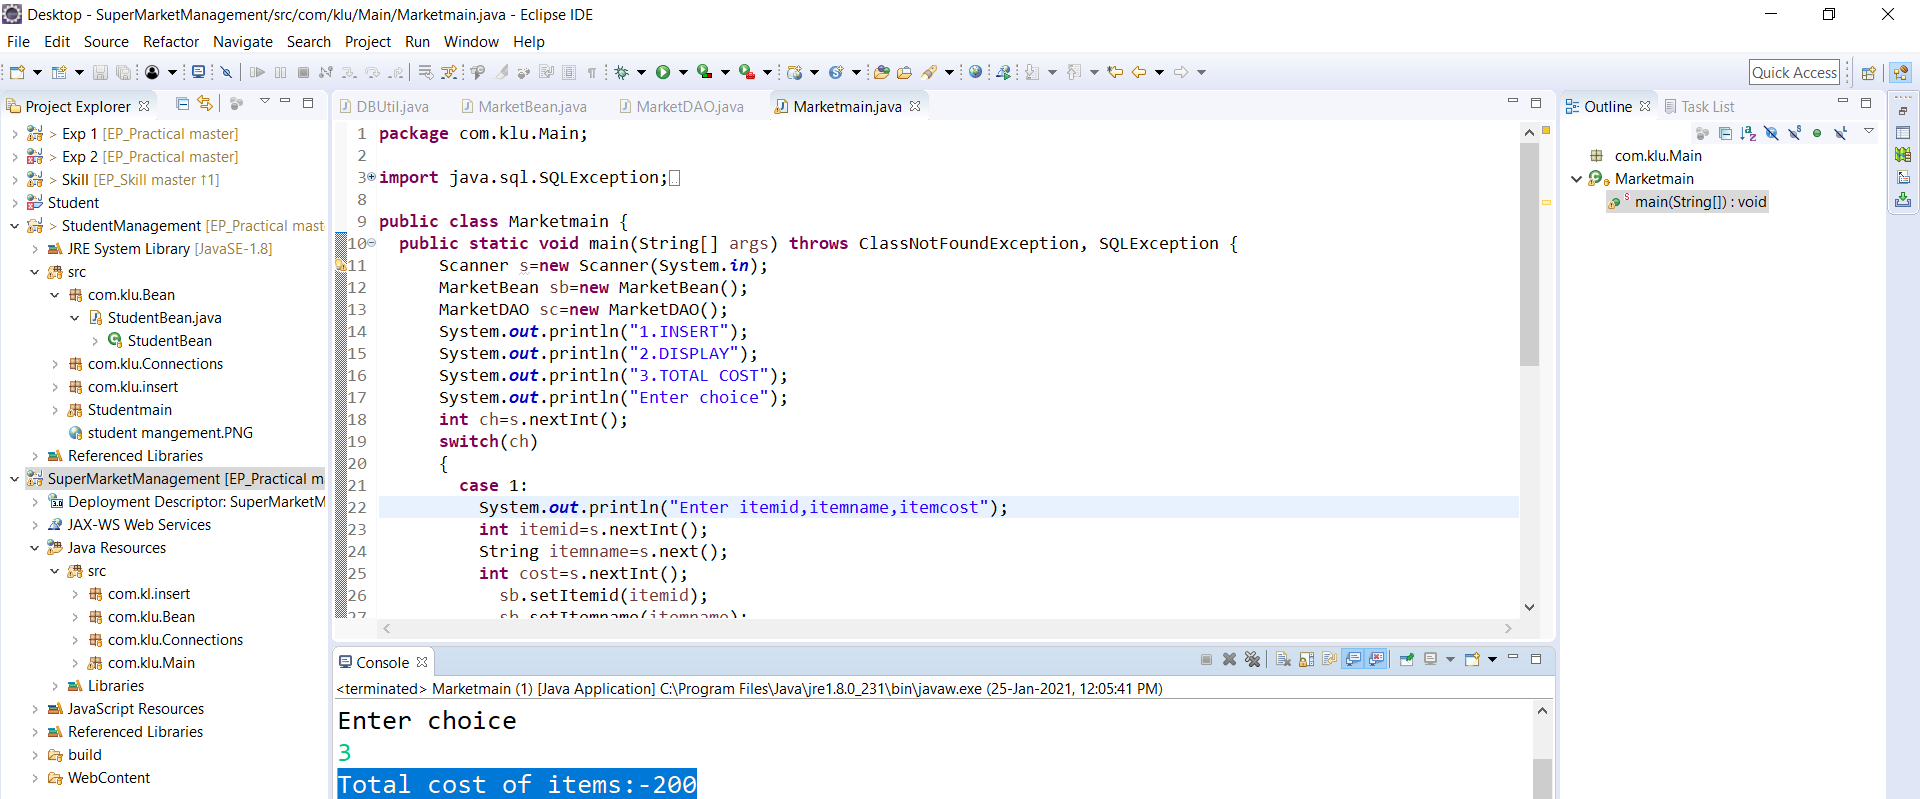 Desktop - SuperMarketManagement/src/com/klu/Main/Marketmain.java - Eclipse IDE
File Edit Source Refactor Navigate Search Project Run Window Help
Quick Access
Project Explorer
> Exp 1 [EP_Practical master]
> Exp 2 [EP_Practical master]
> Skill [EP_Skill master ↑1]
Student
> StudentManagement [EP_Practical mast
JRE System Library [JavaSE-1.8]
src
com.klu.Bean
StudentBean.java
StudentBean
com.klu.Connections
com.klu.insert
Studentmain
student mangement.PNG
Referenced Libraries
SuperMarketManagement [EP_Practical m
Deployment Descriptor: SuperMarketM
JAX-WS Web Services
Java Resources
src
com.kl.insert
com.klu.Bean
com.klu.Connections
com.klu.Main
Libraries
JavaScript Resources
Referenced Libraries
build
WebContent
DBUtil.java MarketBean.java MarketDAO.java Marketmain.java
1 package com.klu.Main;
2
3 import java.sql.SQLException;
8
9 public class Marketmain {
10 public static void main(String[] args) throws ClassNotFoundException, SQLException {
11 Scanner s=new Scanner(System.in);
12 MarketBean sb=new MarketBean();
13 MarketDAO sc=new MarketDAO();
14 System.out.println("1.INSERT");
15 System.out.println("2.DISPLAY");
16 System.out.println("3.TOTAL COST");
17 System.out.println("Enter choice");
18 int ch=s.nextInt();
19 switch(ch)
20 {
21 case 1:
22 System.out.println("Enter itemid,itemname,itemcost");
23 int itemid=s.nextInt();
24 String itemname=s.next();
25 int cost=s.nextInt();
26 sb.setItemid(itemid);
27 sb.setItemname(itemname);
Console
<terminated> Marketmain (1) [Java Application] C:\Program Files\Java\jre1.8.0_231\bin\javaw.exe (25-Jan-2021, 12:05:41 PM)
Enter choice
3
Total cost of items:-200
Outline Task List
com.klu.Main
Marketmain
main(String[]) : void